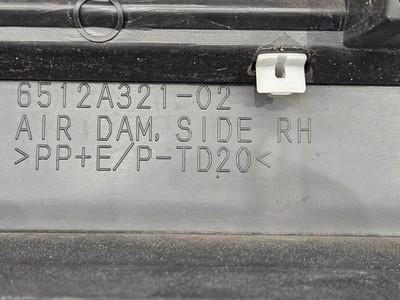 6512A321-02
AIR DAM, SIDE RH
>PP+E/P-TD20<